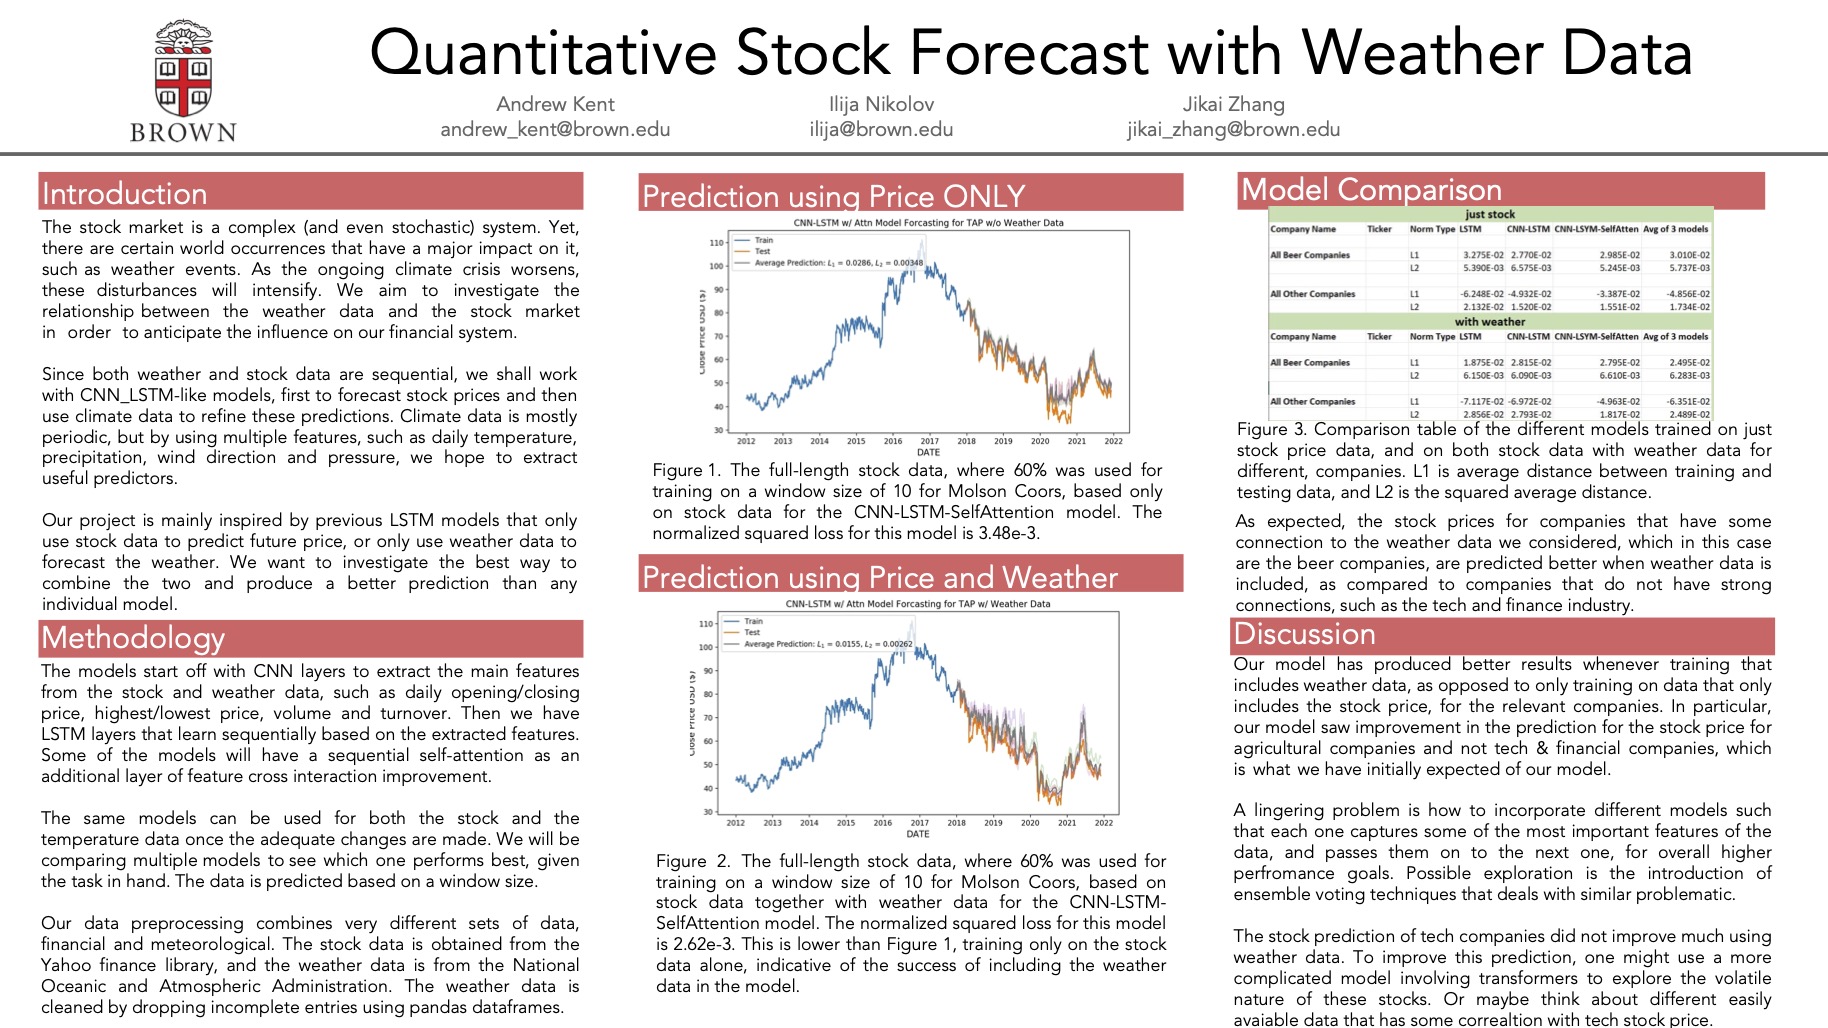 BROWN
Quantitative Stock Forecast with Weather Data
Andrew Kent
andrew_kent@brown.edu
Ilija Nikolov
ilija@brown.edu
Jikai Zhang
jikai_zhang@brown.edu
Introduction
The stock market is a complex (and even stochastic) system. Yet,
there are certain world occurrences that have a major impact on it,
such as weather events. As the ongoing climate crisis worsens,
these disturbances will intensify. We aim to investigate the
relationship between the weather data and the stock market
in order to anticipate the influence on our financial system.
Since both weather and stock data are sequential, we shall work
with CNN_LSTM-like models, first to forecast stock prices and then
use climate data to refine these predictions. Climate data is mostly
periodic, but by using multiple features, such as daily temperature,
precipitation, wind direction and pressure, we hope to extract
useful predictors.
Our project is mainly inspired by previous LSTM models that only
use stock data to predict future price, or only use weather data to
forecast the weather. We want to investigate the best way to
combine the two and produce a better prediction than any
individual model.
Methodology
The models start off with CNN layers to extract the main features
from the stock and weather data, such as daily opening/closing
price, highest/lowest price, volume and turnover. Then we have
LSTM layers that learn sequentially based on the extracted features.
Some of the models will have a sequential self-attention as an
additional layer of feature cross interaction improvement.
The same models can be used for both the stock and the
temperature data once the adequate changes are made. We will be
comparing multiple models to see which one performs best, given
the task in hand. The data is predicted based on a window size.
Our data preprocessing combines very different sets of data,
financial and meteorological. The stock data is obtained from the
Yahoo finance library, and the weather data is from the National
Oceanic and Atmospheric Administration. The weather data is
cleaned by dropping incomplete entries using pandas dataframes.
Prediction using Price ONLY
CNN-LSTM w/ Attn Model Forcasting for TAP w/o Weather Data
Train
Test
Average Prediction: L1 = 0.0286, L2 = 0.00348
Close Price USD ($)
110
100
90
80
70
60
50
40
30
2012 2013 2014 2015 2016 2017 2018 2019 2020 2021 2022
DATE
Figure 1. The full-length stock data, where 60% was used for
training on a window size of 10 for Molson Coors, based only
on stock data for the CNN-LSTM-SelfAttention model. The
normalized squared loss for this model is 3.48e-3.
Prediction using Price and Weather
CNN-LSTM w/ Attn Model Forcasting for TAP w/ Weather Data
Train
Test
Average Prediction: L1 = 0.0155, L2 = 0.00262
Close Price USD ($)
110
100
90
80
70
60
50
40
30
2012 2013 2014 2015 2016 2017 2018 2019 2020 2021 2022
DATE
Figure 2. The full-length stock data, where 60% was used for
training on a window size of 10 for Molson Coors, based on
stock data together with weather data for the CNN-LSTM-
SelfAttention model. The normalized squared loss for this model
is 2.62e-3. This is lower than Figure 1, training only on the stock
data alone, indicative of the success of including the weather
data in the model.
Model Comparison
just stock
Company Name Ticker Norm Type LSTM CNN-LSTM CNN-LSYM-SelfAtten Avg of 3 models
All Beer Companies L1 3.275E-02 2.770E-02 2.985E-02 3.010E-02
L2 5.390E-03 6.575E-03 5.245E-03 5.737E-03
All Other Companies L1 -6.248E-02 -4.932E-02 -3.387E-02 -4.856E-02
L2 2.132E-02 1.520E-02 1.551E-02 1.734E-02
with weather
Company Name Ticker Norm Type LSTM CNN-LSTM CNN-LSYM-SelfAtten Avg of 3 models
All Beer Companies L1 1.875E-02 2.815E-02 2.795E-02 2.495E-02
L2 6.150E-03 6.090E-03 6.610E-03 6.283E-03
All Other Companies L1 -7.117E-02 -6.972E-02 -4.963E-02 -6.351E-02
L2 2.856E-02 2.793E-02 1.817E-02 2.489E-02
Figure 3. Comparison table of the different models trained on just
stock price data, and on both stock data with weather data for
different, companies. L1 is average distance between training and
testing data, and L2 is the squared average distance.
As expected, the stock prices for companies that have some
connection to the weather data we considered, which in this case
are the beer companies, are predicted better when weather data is
included, as compared to companies that do not have strong
connections, such as the tech and finance industry.
Discussion
Our model has produced better results whenever training that
includes weather data, as opposed to only training on data that only
includes the stock price, for the relevant companies. In particular,
our model saw improvement in the prediction for the stock price for
agricultural companies and not tech & financial companies, which
is what we have initially expected of our model.
A lingering problem is how to incorporate different models such
that each one captures some of the most important features of the
data, and passes them on to the next one, for overall higher
perfromance goals. Possible exploration is the introduction of
ensemble voting techniques that deals with similar problematic.
The stock prediction of tech companies did not improve much using
weather data. To improve this prediction, one might use a more
complicated model involving transformers to explore the volatile
nature of these stocks. Or maybe think about different easily
avaiable data that has some correaltion with tech stock price.